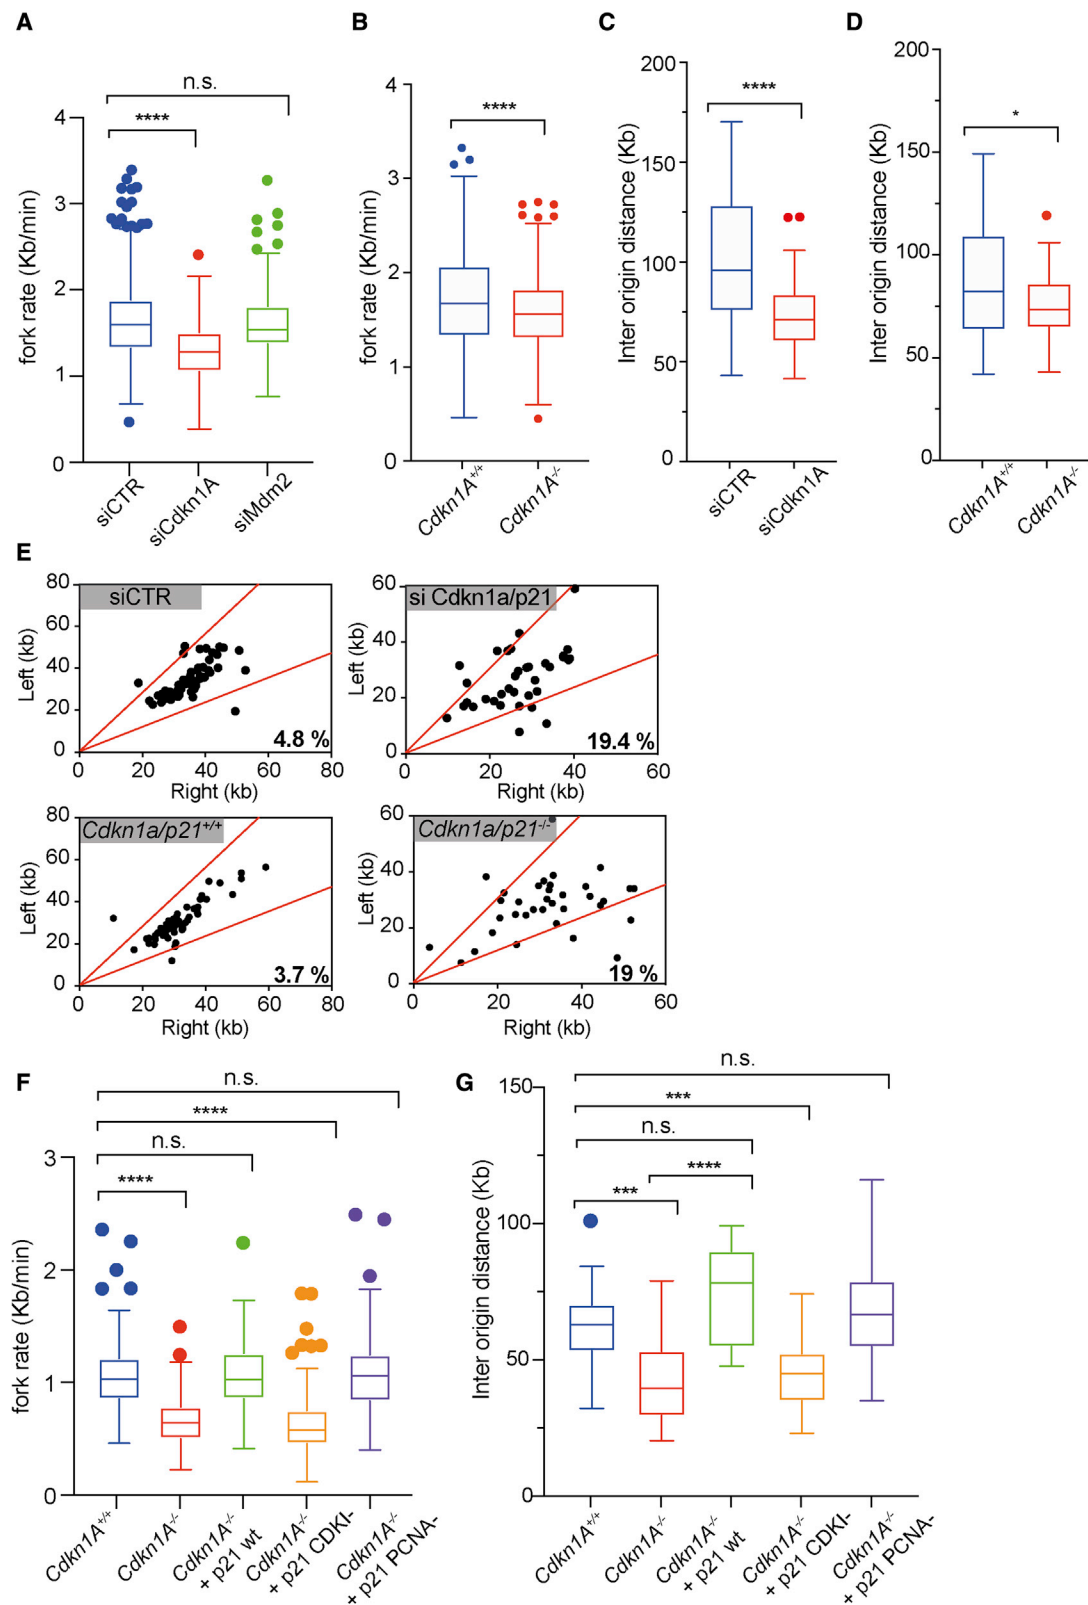 A
B
C
D
n.s.
****
4
3
2
1
0
fork rate (Kb/min)
siCTR
siCdkn1A
siMdm2
****
4
3
2
1
0
fork rate (Kb/min)
Cdkn1A+/+
Cdkn1A-/-
****
200
150
100
50
0
Inter origin distance (Kb)
siCTR
siCdkn1A
*
200
150
100
50
0
Inter origin distance (Kb)
Cdkn1A+/+
Cdkn1A-/-
E
siCTR
80
60
40
20
0
Left (kb)
4.8 %
0 20 40 60 80
Right (kb)
si Cdkn1a/p21
60
40
20
0
Left (kb)
19.4 %
0 20 40 60
Right (kb)
Cdkn1a/p21+/+
80
60
40
20
0
Left (kb)
3.7 %
0 20 40 60 80
Right (kb)
Cdkn1a/p21-/-
60
40
20
0
Left (kb)
19 %
0 20 40 60
Right (kb)
F
n.s.
****
n.s.
****
3
2
1
0
fork rate (Kb/min)
Cdkn1A+/+
Cdkn1A-/-
Cdkn1A-/-
+ p21 wt
Cdkn1A-/-
+ p21 CDKI-
Cdkn1A-/-
+ p21 PCNA-
G
n.s.
***
n.s.
****
***
150
100
50
0
Inter origin distance (Kb)
Cdkn1A+/+
Cdkn1A-/-
Cdkn1A-/-
+ p21 wt
Cdkn1A-/-
+ p21 CDKI-
Cdkn1A-/-
+ p21 PCNA-